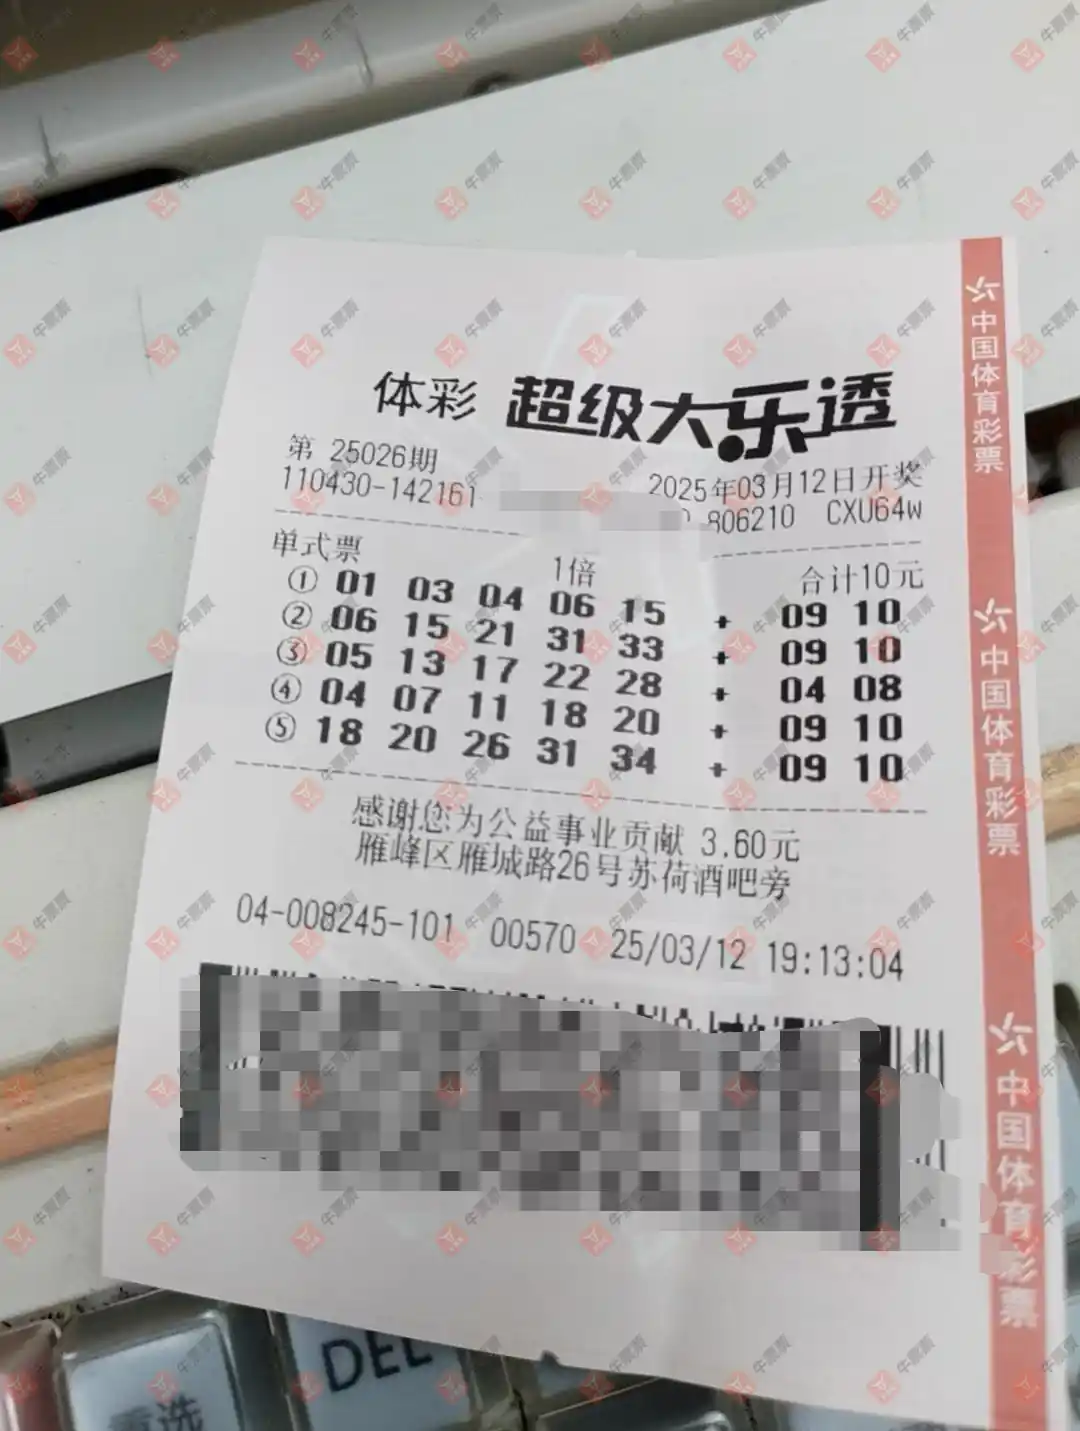 体彩 超级大乐透
第 25026期 2025年03月12日开奖
110430-142161 806210 CXU64W
单式票 1倍 合计10元
① 01 03 04 06 15 + 09 10
② 06 15 21 31 33 + 09 10
③ 05 13 17 22 28 + 04 08
④ 04 07 11 18 20 + 09 10
⑤ 18 20 26 31 34 + 09 10
感谢您为公益事业贡献 3.60元
雁峰区雁城路26号苏荷酒吧旁
04-008245-101 00570 25/03/12 19:13:04
中国体育彩票
中国体育彩票
中国体育彩票
DEL
重选
牛票票